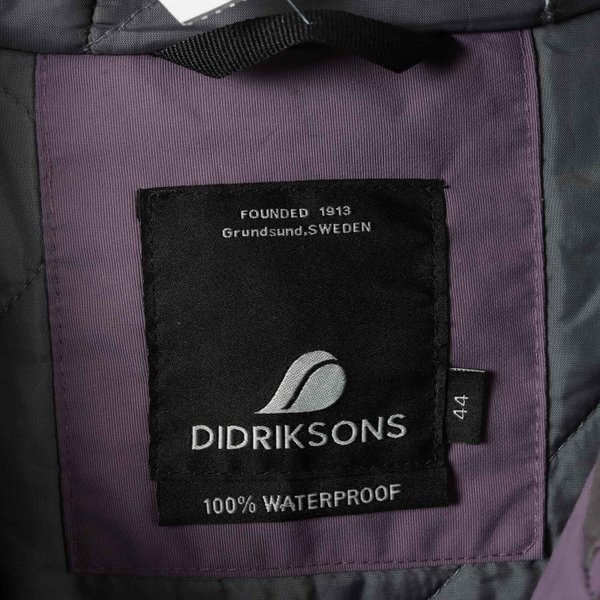 FOUNDED 1913
Grundsund,SWEDEN
DIDRIKSONS
44
100% WATERPROOF